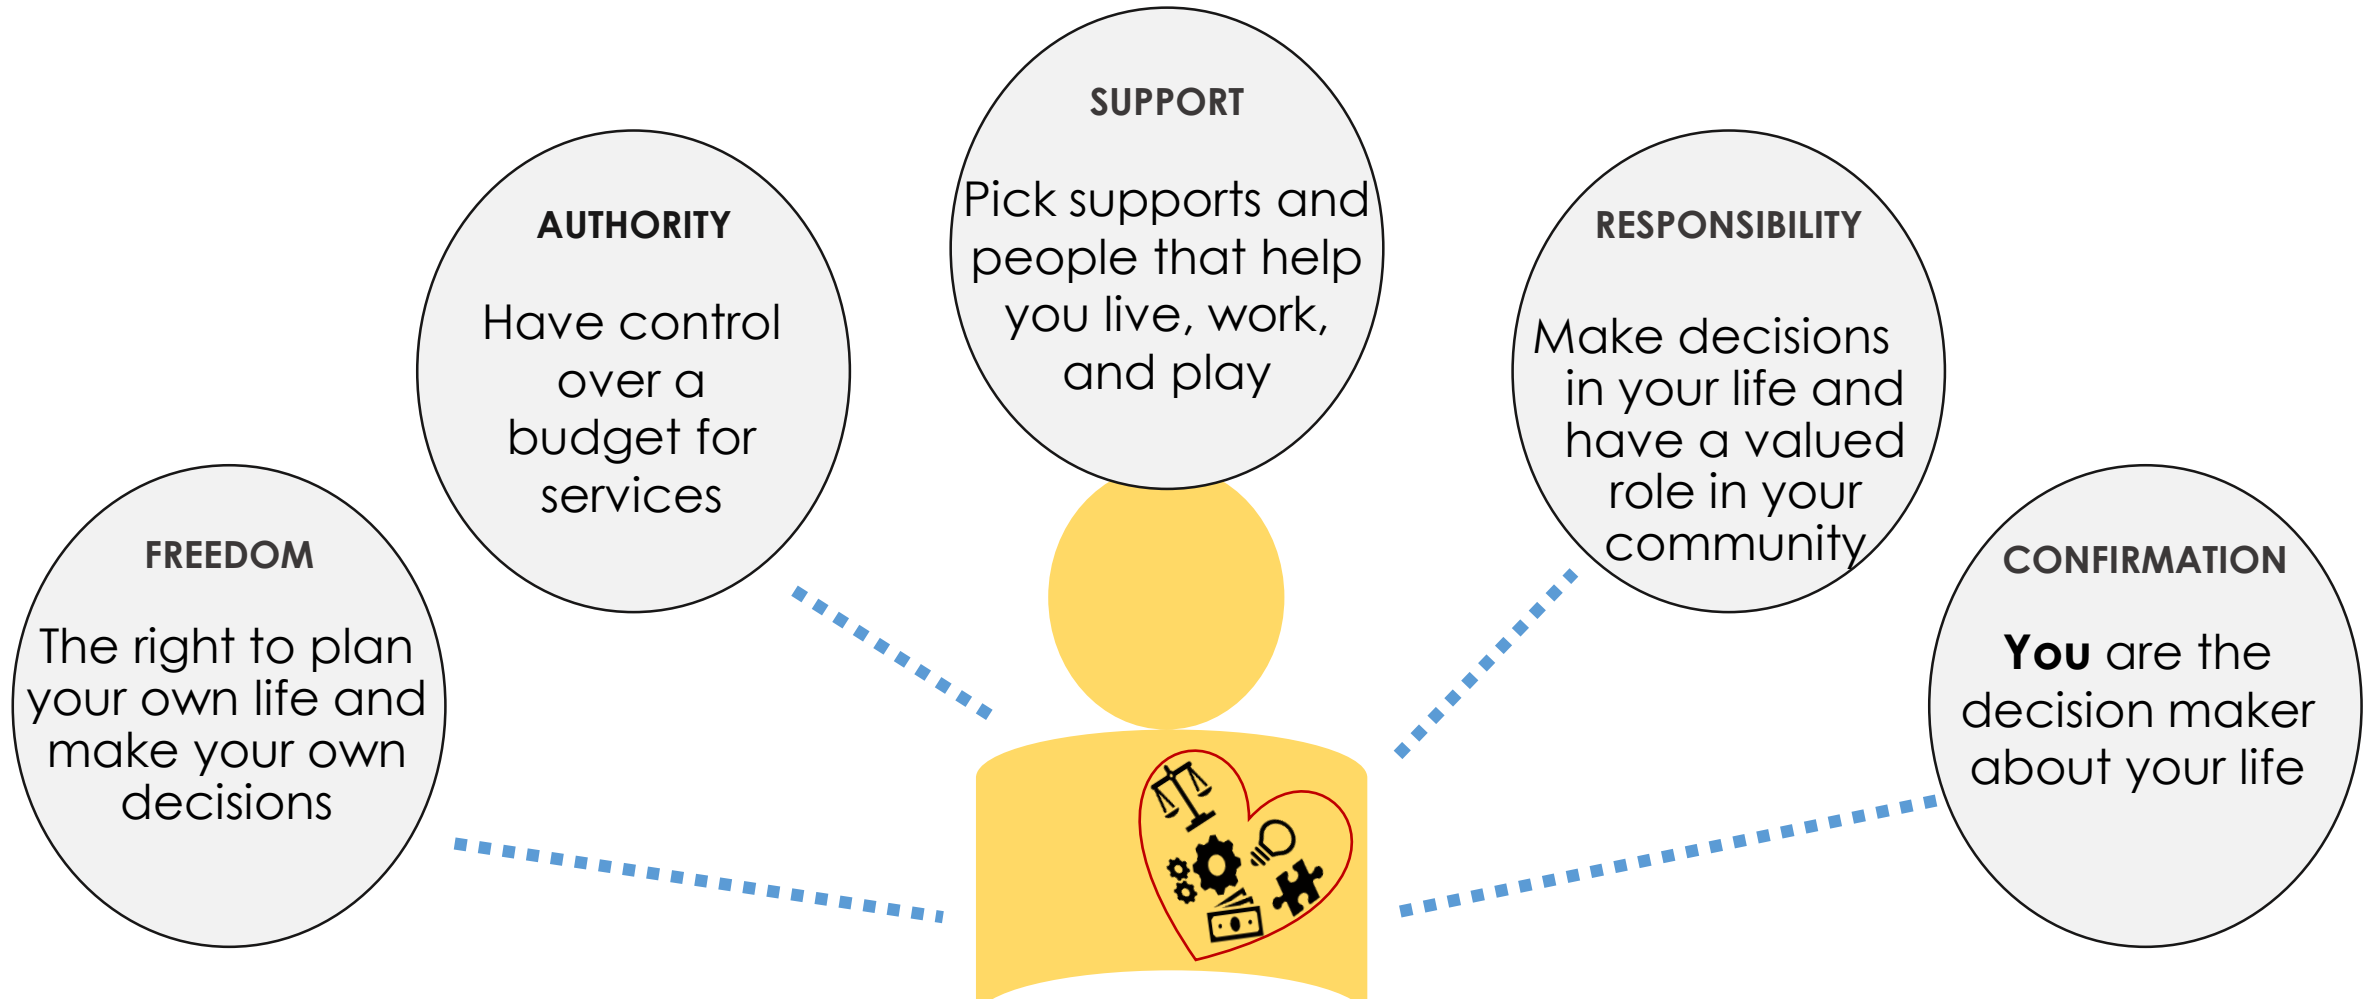 FREEDOM
The right to plan
your own life and
make your own
decisions
AUTHORITY
Have control
over a
budget for
services
SUPPORT
Pick supports and
people that help
you live, work,
and play
RESPONSIBILITY
Make decisions
in your life and
have a valued
role in your
community
CONFIRMATION
You are the
decision maker
about your life